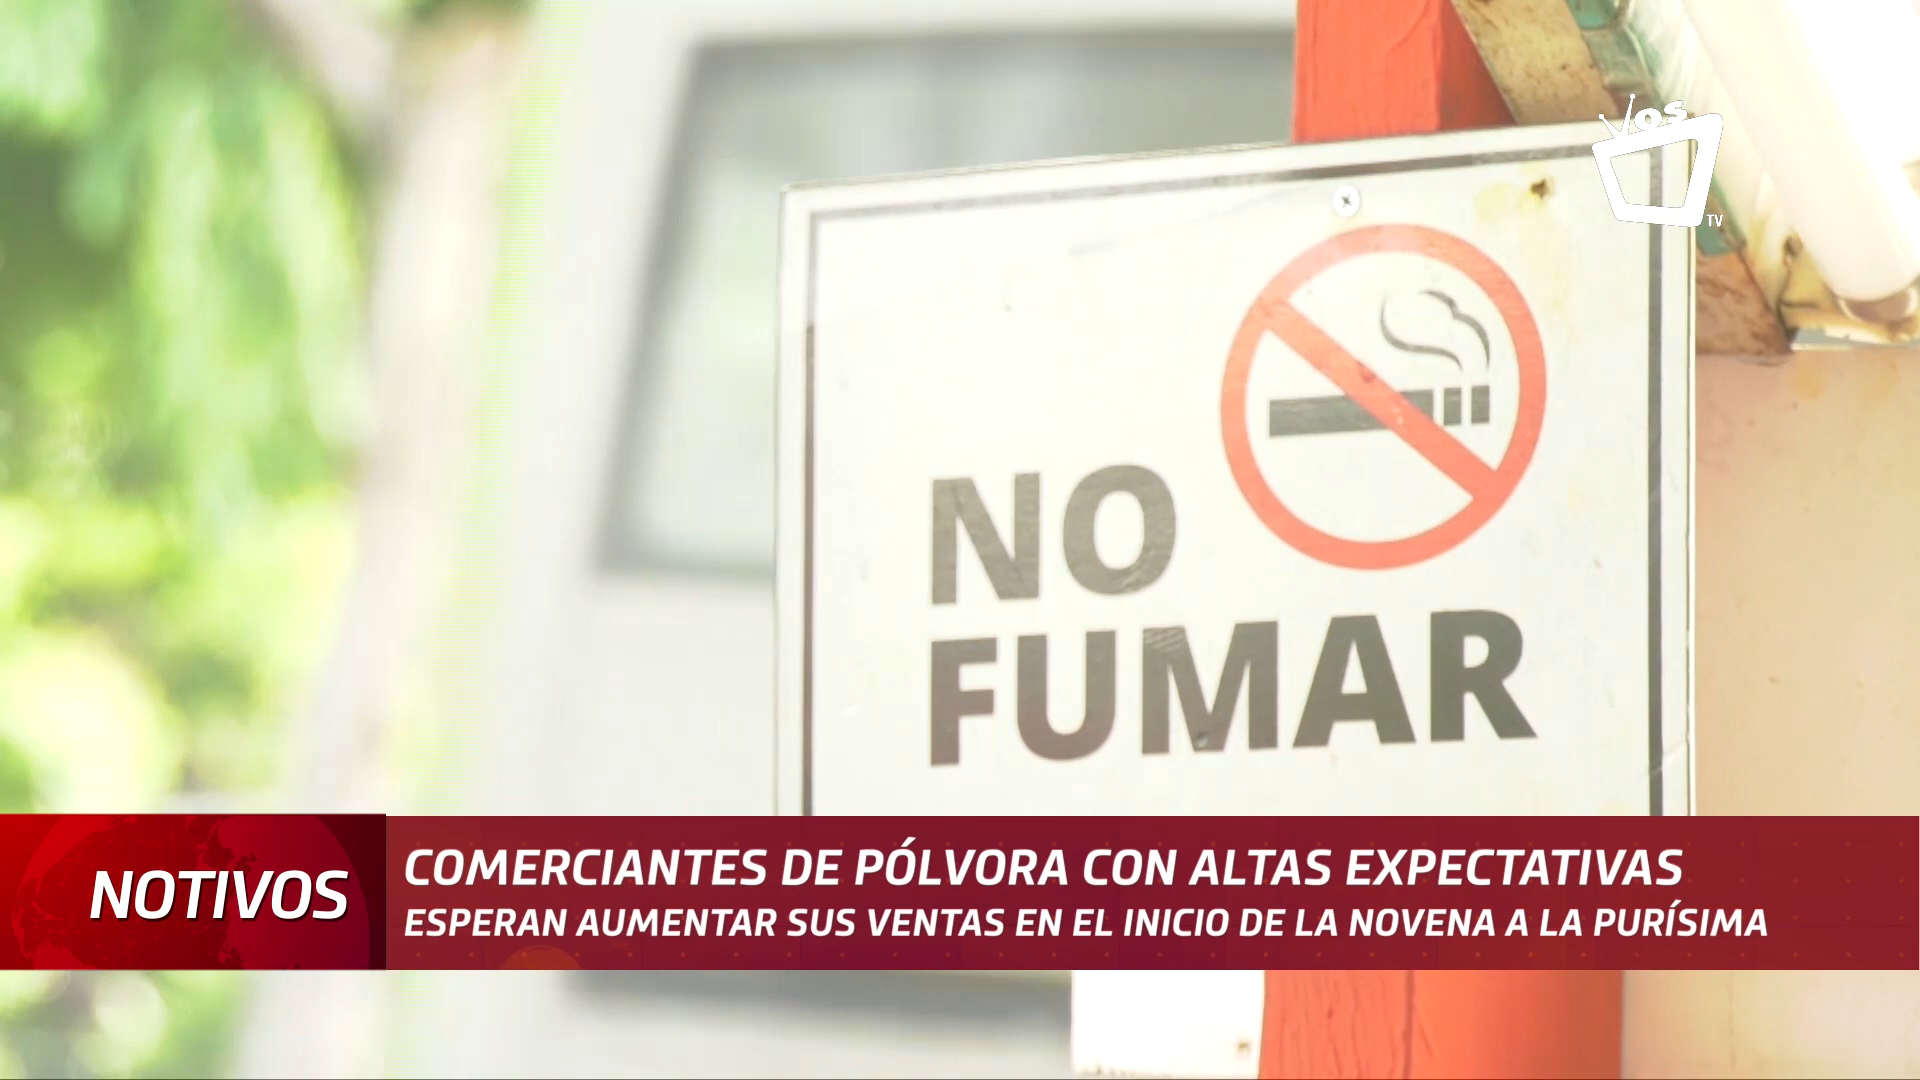 VOS
TV
NO
FUMAR
NOTIVOS
COMERCIANTES DE PÓLVORA CON ALTAS EXPECTATIVAS
ESPERAN AUMENTAR SUS VENTAS EN EL INICIO DE LA NOVENA A LA PURÍSIMA